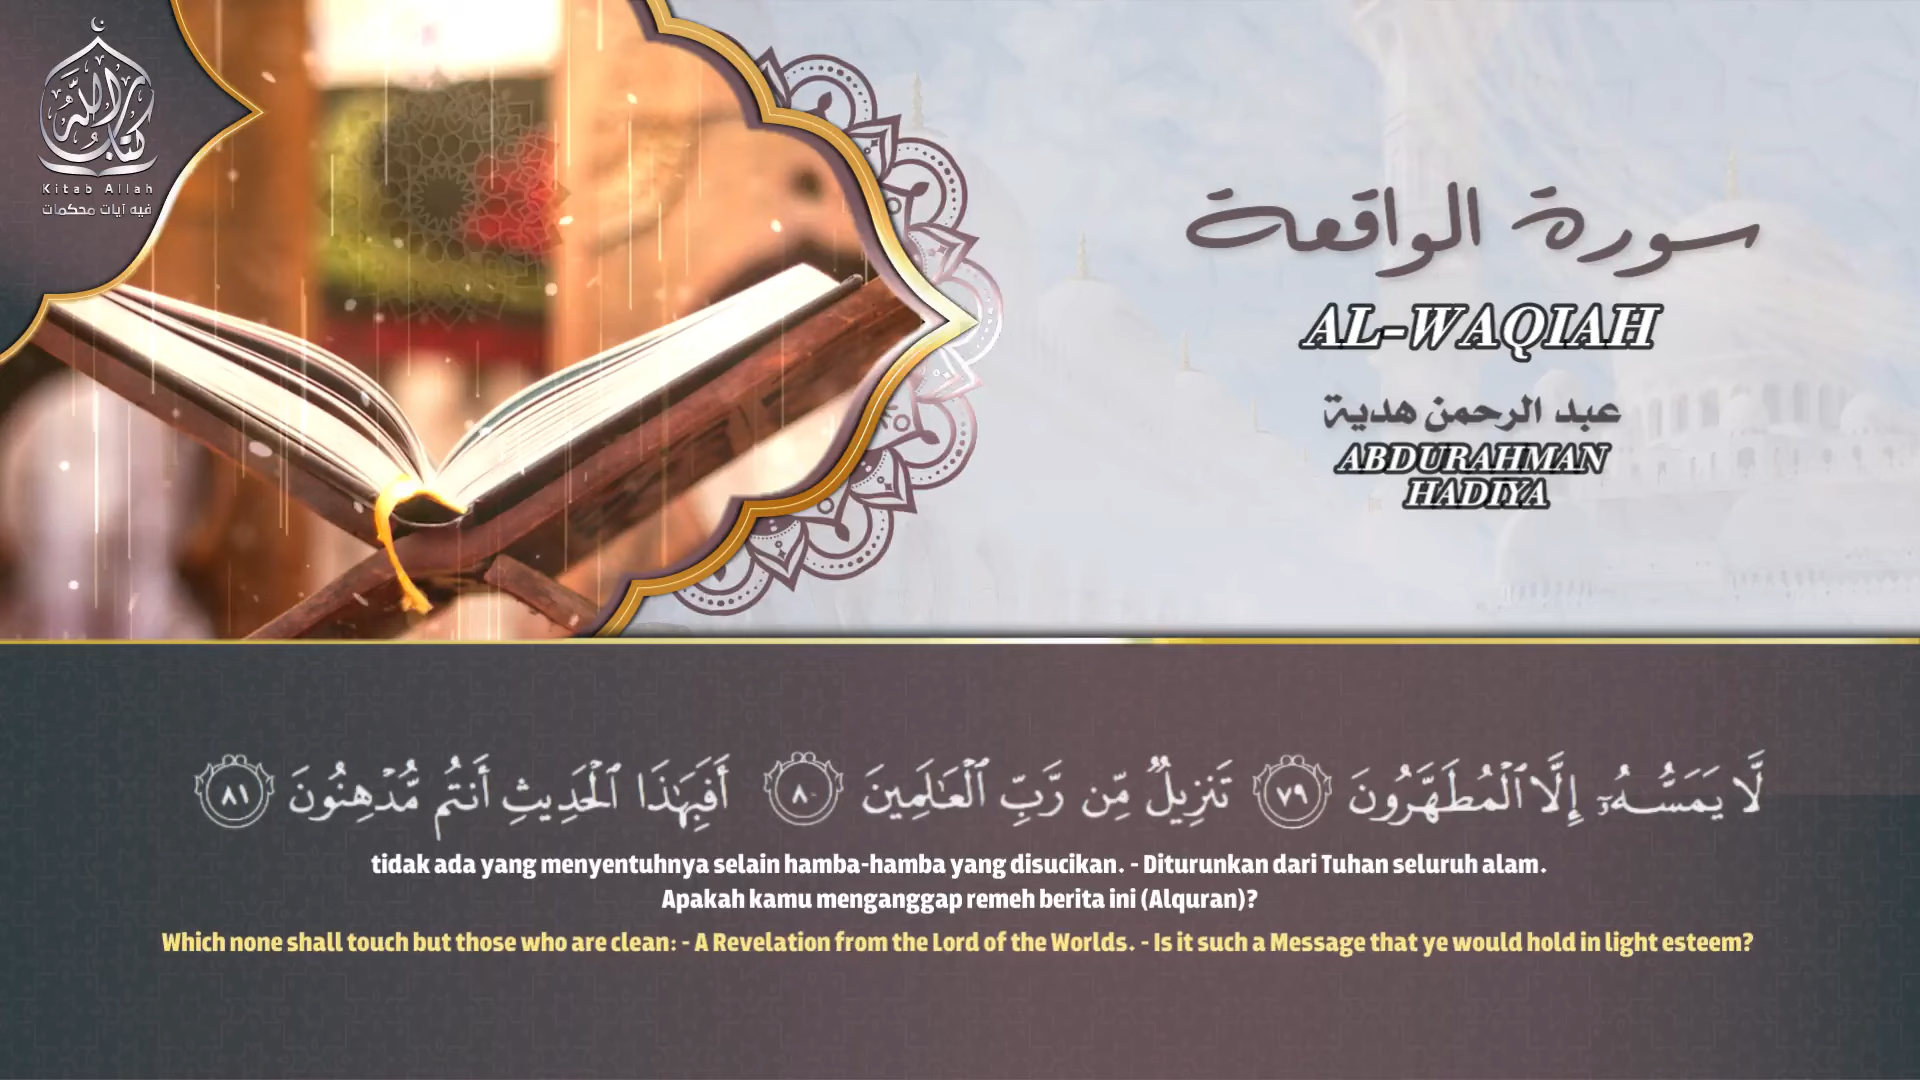 كتاب الله
Kitab Allah
فيه آيات محكمات
سورة الواقعة
AL-WAQIAH
عبد الرحمن هدية
ABDURAHMAN
HADIYA
لَّا يَمَسُّهُۥٓ إِلَّا ٱلْمُطَهَّرُونَ ٧٩ تَنزِيلٌ مِّن رَّبِّ ٱلْعَـٰلَمِينَ ٨٠ أَفَبِهَـٰذَا ٱلْحَدِيثِ أَنتُم مُّدْهِنُونَ ٨١
tidak ada yang menyentuhnya selain hamba-hamba yang disucikan. - Diturunkan dari Tuhan seluruh alam.
Apakah kamu menganggap remeh berita ini (Alquran)?
Which none shall touch but those who are clean: - A Revelation from the Lord of the Worlds. - Is it such a Message that ye would hold in light esteem?